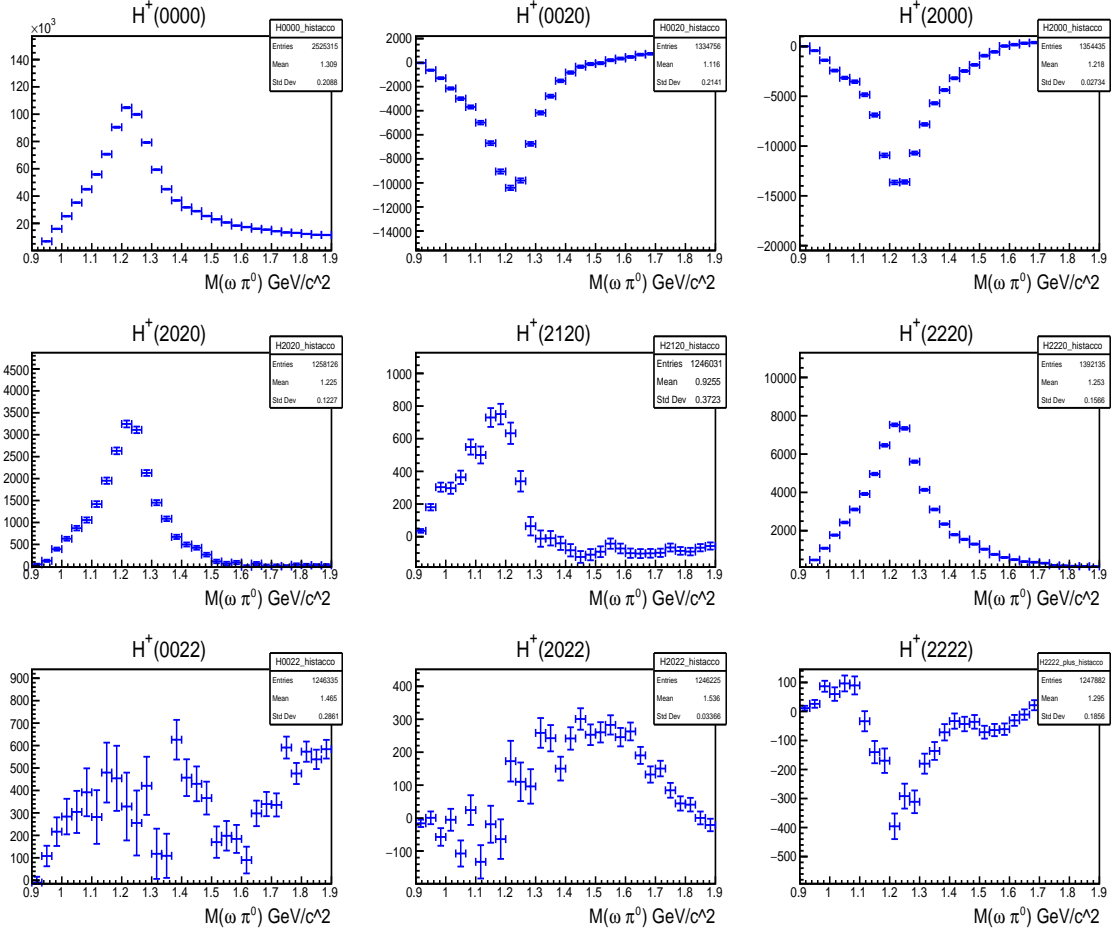 H⁺(0000)
×10³
H0000_histacco
Entries 2525315
Mean 1.309
Std Dev 0.2088
140
120
100
80
60
40
20
0.9 1 1.1 1.2 1.3 1.4 1.5 1.6 1.7 1.8 1.9
M(ω π⁰) GeV/c^2
H⁺(0020)
H0020_histacco
Entries 1334756
Mean 1.116
Std Dev 0.2141
2000
0
−2000
−4000
−6000
−8000
−10000
−12000
−14000
0.9 1 1.1 1.2 1.3 1.4 1.5 1.6 1.7 1.8 1.9
M(ω π⁰) GeV/c^2
H⁺(2000)
H2000_histacco
Entries 1354435
Mean 1.218
Std Dev 0.02734
0
−5000
−10000
−15000
−20000
0.9 1 1.1 1.2 1.3 1.4 1.5 1.6 1.7 1.8 1.9
M(ω π⁰) GeV/c^2
H⁺(2020)
H2020_histacco
Entries 1258126
Mean 1.225
Std Dev 0.1227
4500
4000
3500
3000
2500
2000
1500
1000
500
0
0.9 1 1.1 1.2 1.3 1.4 1.5 1.6 1.7 1.8 1.9
M(ω π⁰) GeV/c^2
H⁺(2120)
H2120_histacco
Entries 1246031
Mean 0.9255
Std Dev 0.3723
1000
800
600
400
200
0
0.9 1 1.1 1.2 1.3 1.4 1.5 1.6 1.7 1.8 1.9
M(ω π⁰) GeV/c^2
H⁺(2220)
H2220_histacco
Entries 1392135
Mean 1.253
Std Dev 0.1566
10000
8000
6000
4000
2000
0.9 1 1.1 1.2 1.3 1.4 1.5 1.6 1.7 1.8 1.9
M(ω π⁰) GeV/c^2
H⁺(0022)
H0022_histacco
Entries 1246335
Mean 1.465
Std Dev 0.2861
900
800
700
600
500
400
300
200
100
0
0.9 1 1.1 1.2 1.3 1.4 1.5 1.6 1.7 1.8 1.9
M(ω π⁰) GeV/c^2
H⁺(2022)
H2022_histacco
Entries 1246225
Mean 1.536
Std Dev 0.03366
400
300
200
100
0
−100
0.9 1 1.1 1.2 1.3 1.4 1.5 1.6 1.7 1.8 1.9
M(ω π⁰) GeV/c^2
H⁺(2222)
H2222_plus_histacco
Entries 1247882
Mean 1.295
Std Dev 0.1856
100
0
−100
−200
−300
−400
−500
0.9 1 1.1 1.2 1.3 1.4 1.5 1.6 1.7 1.8 1.9
M(ω π⁰) GeV/c^2